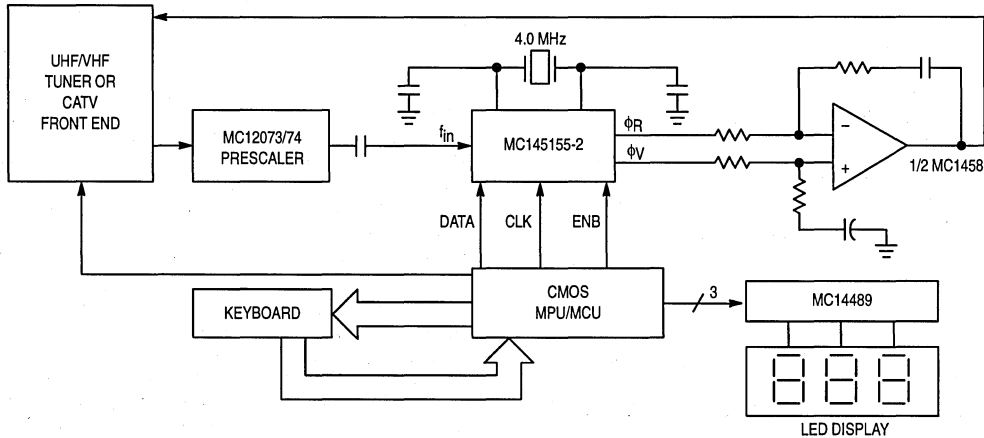 UHF/VHF
TUNER OR
CATV
FRONT END
4.0 MHz
MC12073/74
PRESCALER
fin
MC145155-2
ϕR
ϕV
–
+
1/2 MC1458
DATA
CLK
ENB
KEYBOARD
CMOS
MPU/MCU
3
MC14489
888
LED DISPLAY